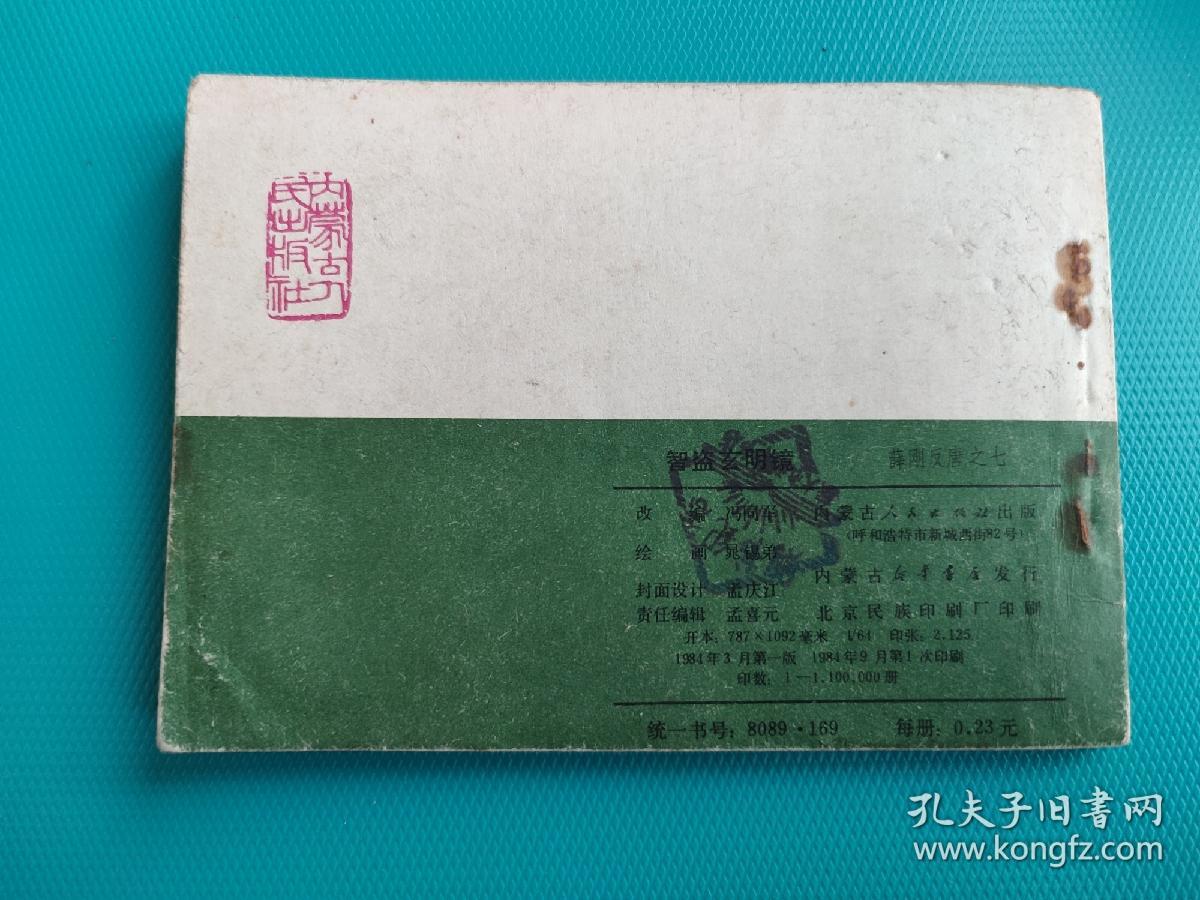 内蒙古人
民出版社
智盗玄明镜 薛刚反唐之七
改 编 冯同军 内蒙古人民出版社出版
(呼和浩特市新城西街82号)
绘 画 晁锡弟
内蒙古新华书店发行
封面设计 孟庆江
责任编辑 孟喜元 北京民族印刷厂印刷
开本: 787×1092毫米 1/64 印张: 2.125
1984年3月第一版 1984年9月第1次印刷
印数: 1—1,100,000册
统一书号: 8089·169 每册: 0.23元
孔夫子旧书网
www.kongfz.com